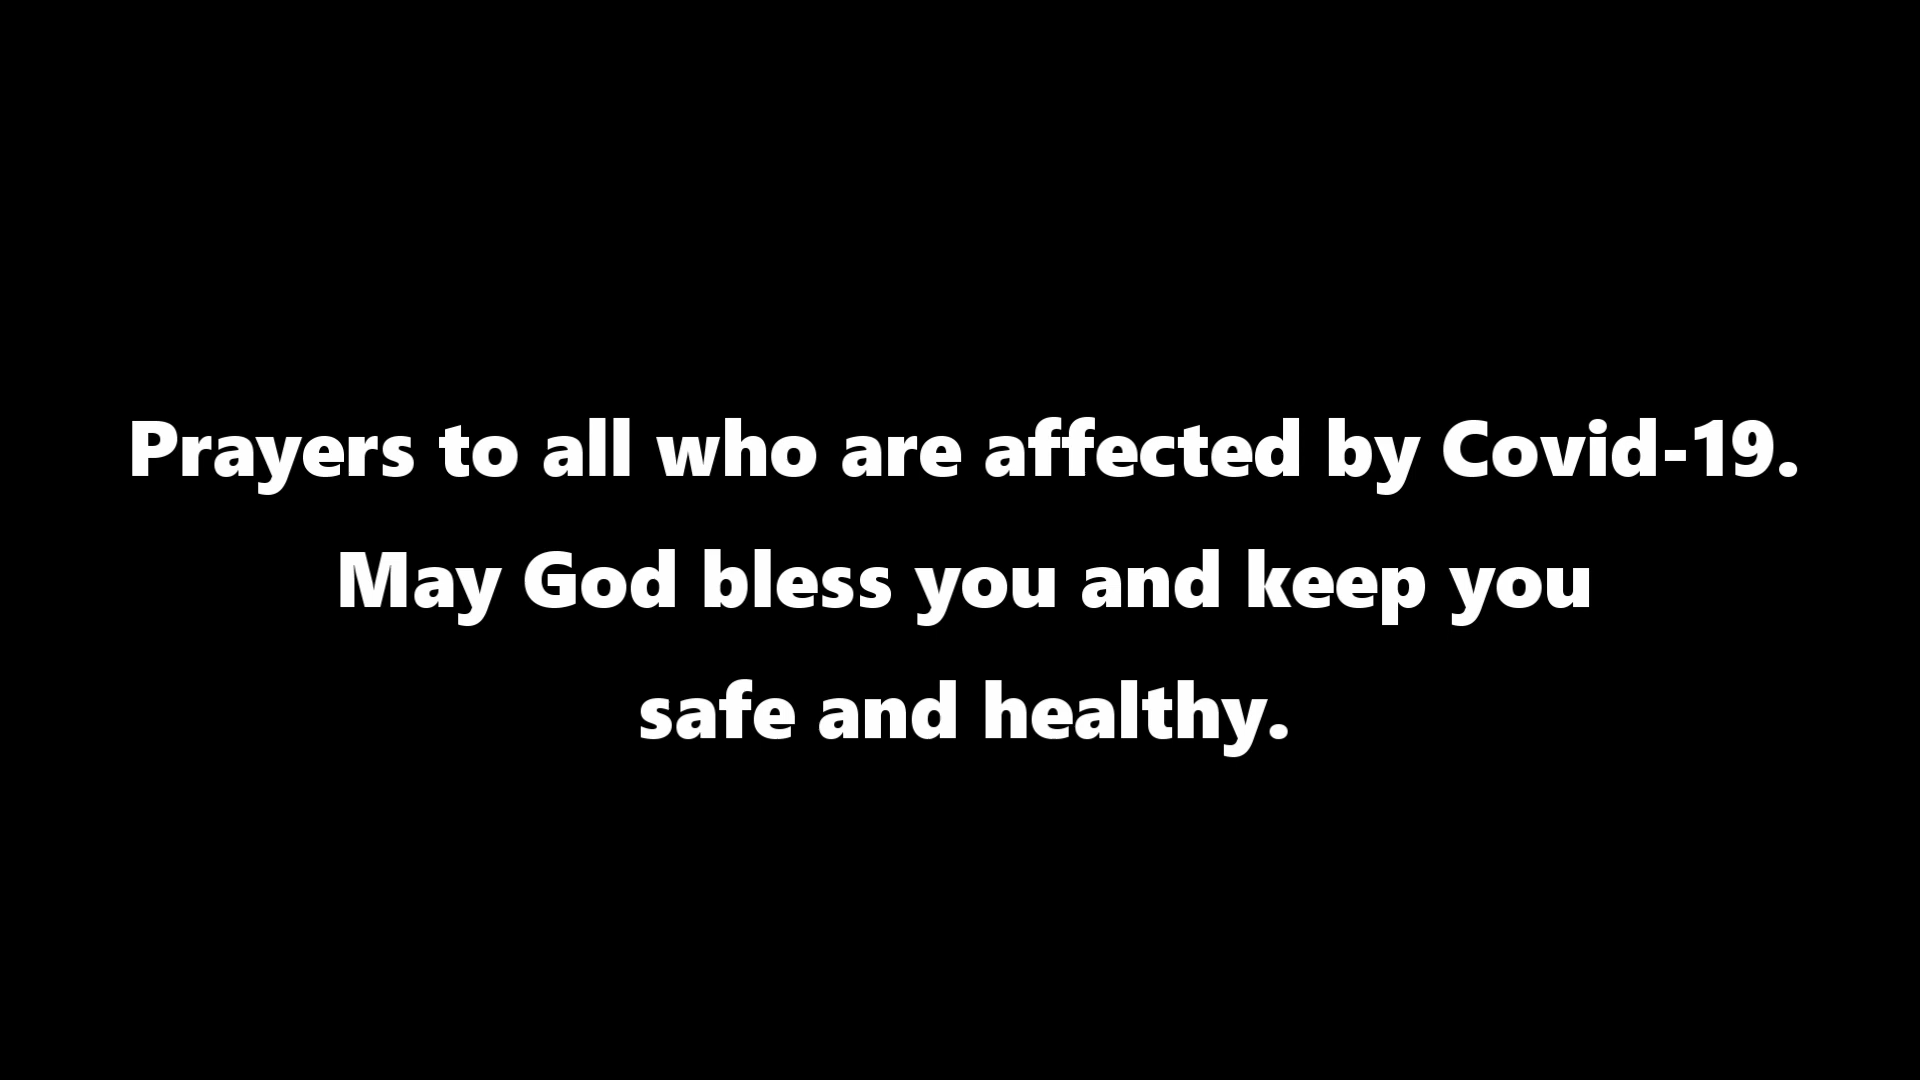 Prayers to all who are affected by Covid-19.
May God bless you and keep you
safe and healthy.